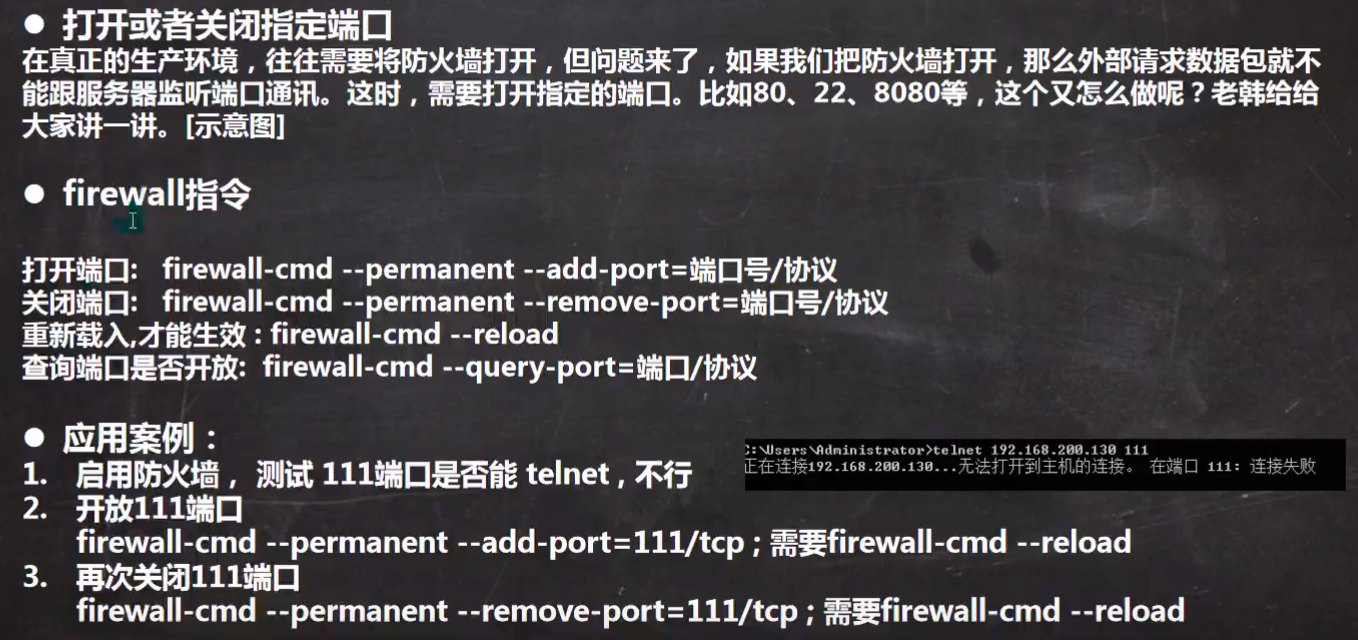 ● 打开或者关闭指定端口
在真正的生产环境，往往需要将防火墙打开，但问题来了，如果我们把防火墙打开，那么外部请求数据包就不
能跟服务器监听端口通讯。这时，需要打开指定的端口。比如80、22、8080等，这个又怎么做呢？老韩给给
大家讲一讲。[示意图]
● firewall指令
打开端口: firewall-cmd --permanent --add-port=端口号/协议
关闭端口: firewall-cmd --permanent --remove-port=端口号/协议
重新载入,才能生效 : firewall-cmd --reload
查询端口是否开放: firewall-cmd --query-port=端口/协议
● 应用案例：
1. 启用防火墙， 测试 111端口是否能 telnet , 不行
C:\Users\Administrator>telnet 192.168.200.130 111
正在连接192.168.200.130...无法打开到主机的连接。 在端口 111: 连接失败
2. 开放111端口
firewall-cmd --permanent --add-port=111/tcp ; 需要firewall-cmd --reload
3. 再次关闭111端口
firewall-cmd --permanent --remove-port=111/tcp ; 需要firewall-cmd --reload